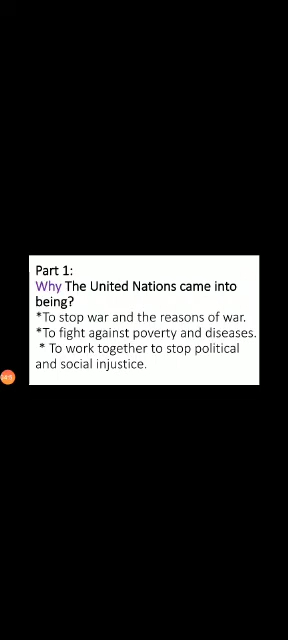 Part 1:
Why The United Nations came into
being?
*To stop war and the reasons of war.
*To fight against poverty and diseases.
* To work together to stop political
and social injustice.